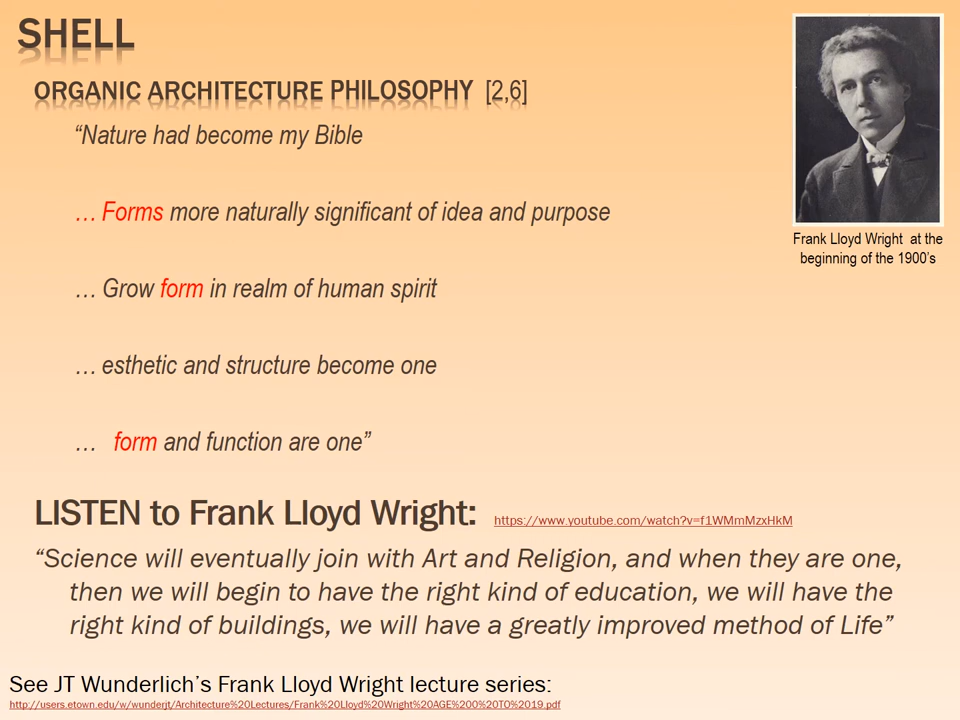 SHELL
ORGANIC ARCHITECTURE PHILOSOPHY [2,6]
“Nature had become my Bible
… Forms more naturally significant of idea and purpose
… Grow form in realm of human spirit
… esthetic and structure become one
… form and function are one”
Frank Lloyd Wright at the
beginning of the 1900’s
LISTEN to Frank Lloyd Wright: https://www.youtube.com/watch?v=f1WMmMzxHkM
“Science will eventually join with Art and Religion, and when they are one,
then we will begin to have the right kind of education, we will have the
right kind of buildings, we will have a greatly improved method of Life”
See JT Wunderlich’s Frank Lloyd Wright lecture series:
http://users.etown.edu/w/wunderjt/Architecture%20Lectures/Frank%20Lloyd%20Wright%20AGE%200%20TO%2019.pdf